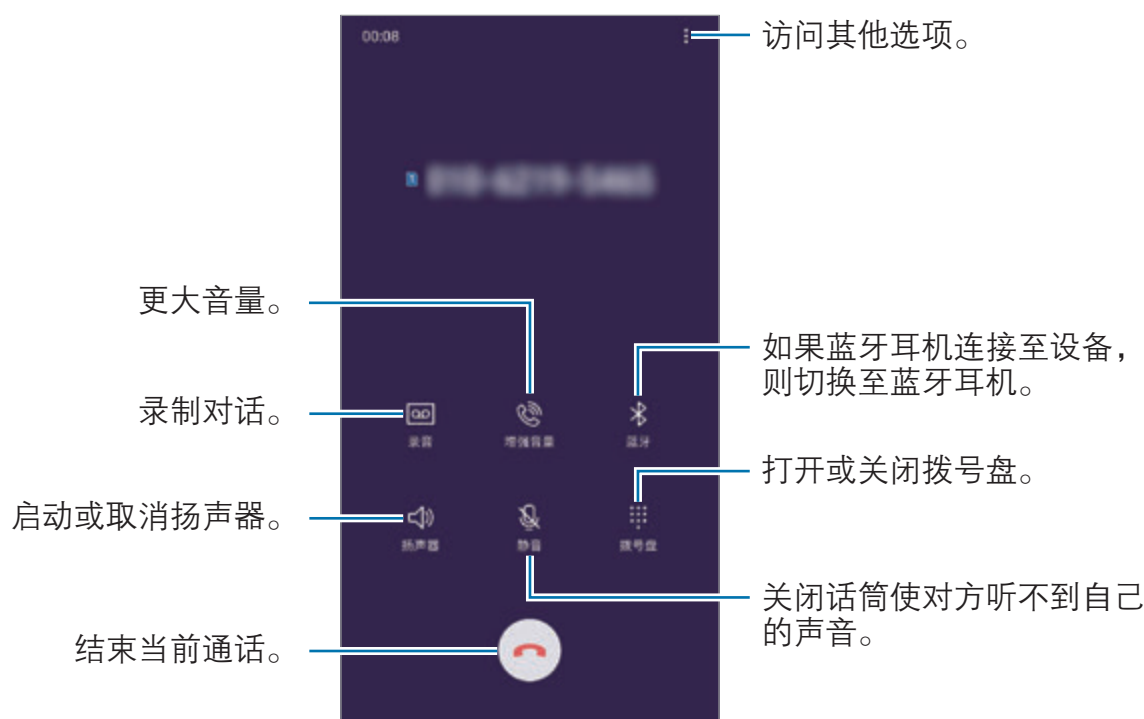 00:08
访问其他选项。
1
更大音量。
如果蓝牙耳机连接至设备，
则切换至蓝牙耳机。
录制对话。
录音
增强音量
蓝牙
打开或关闭拨号盘。
启动或取消扬声器。
扬声器
静音
拨号盘
关闭话筒使对方听不到自己
的声音。
结束当前通话。